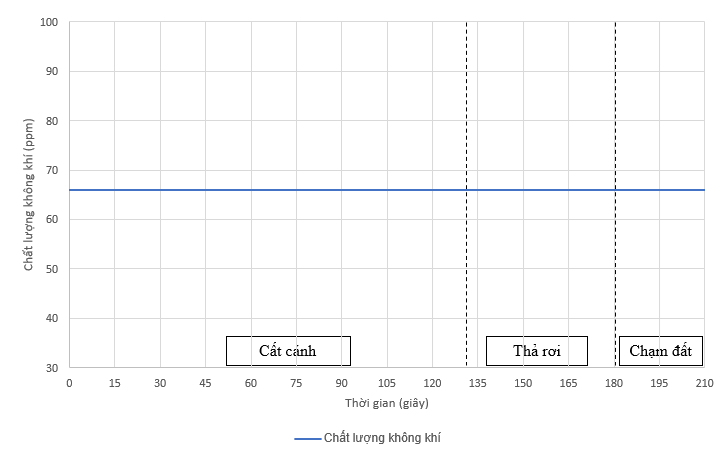 100
90
80
70
60
50
40
30
Chất lượng không khí (ppm)
Cất cánh
Thả rơi
Chạm đất
0 15 30 45 60 75 90 105 120 135 150 165 180 195 210
Thời gian (giây)
Chất lượng không khí